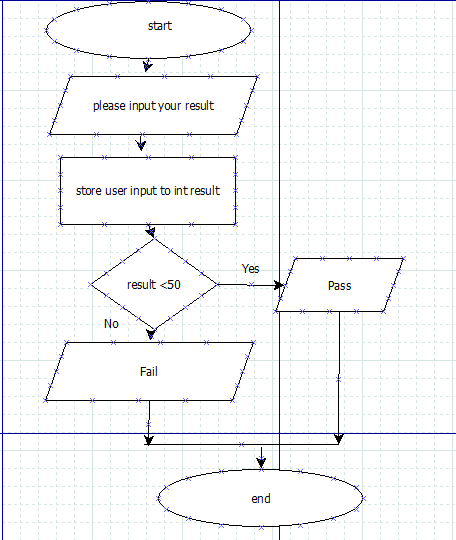 start
please input your result
store user input to int result
result <50
Yes
Pass
No
Fail
end